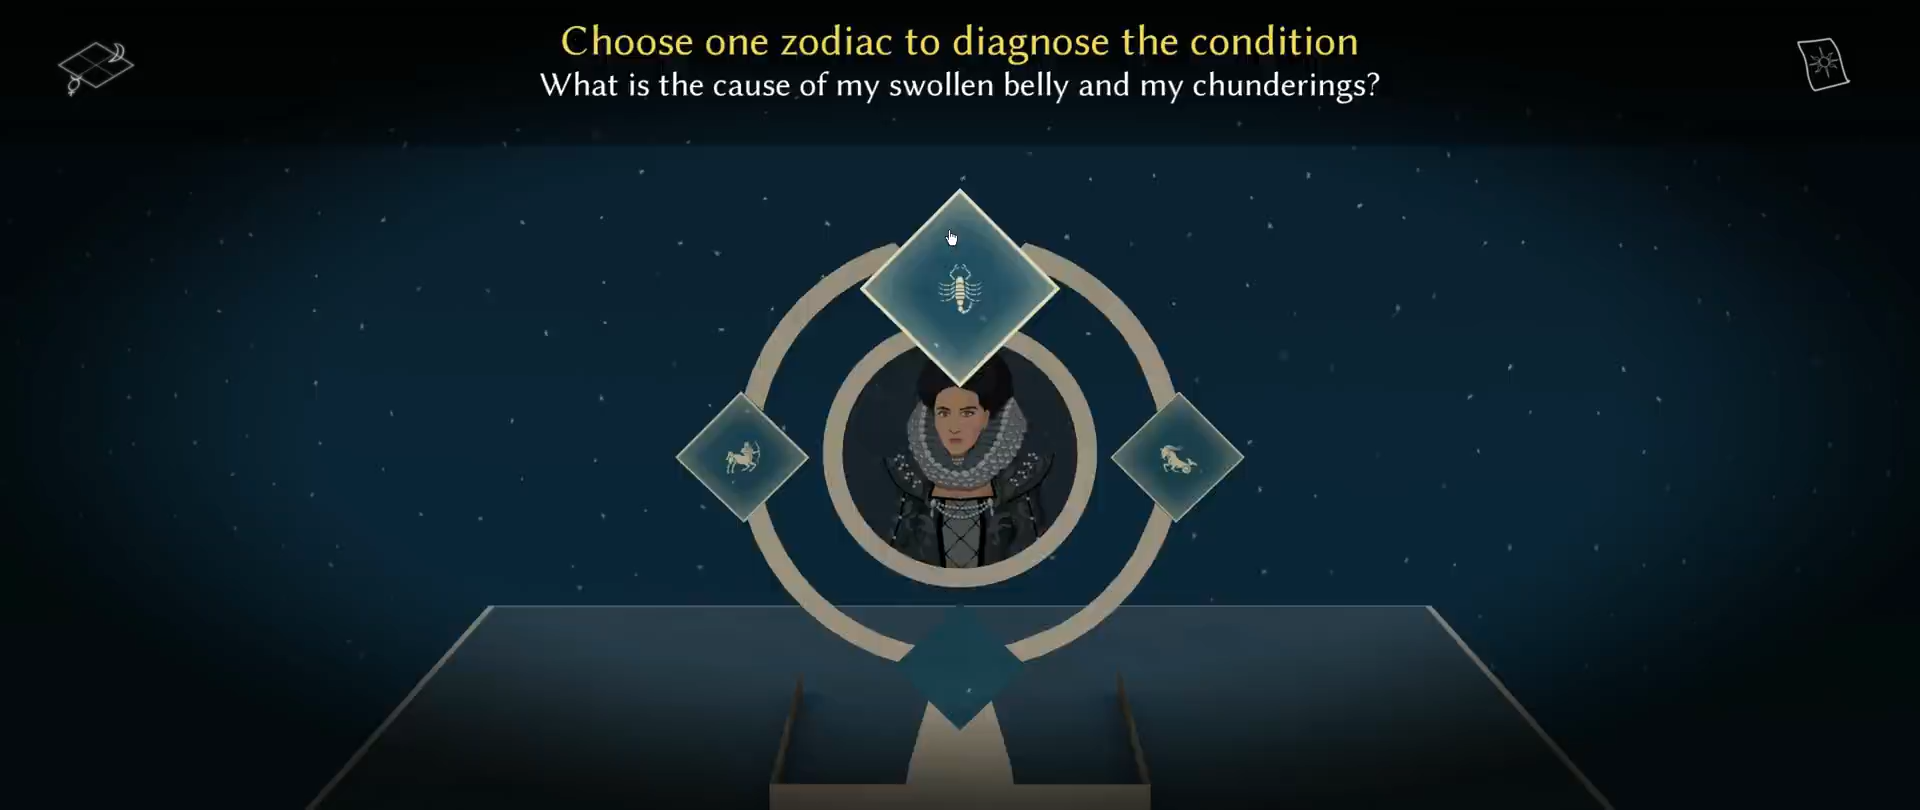 Choose one zodiac to diagnose the condition
What is the cause of my swollen belly and my chunderings?